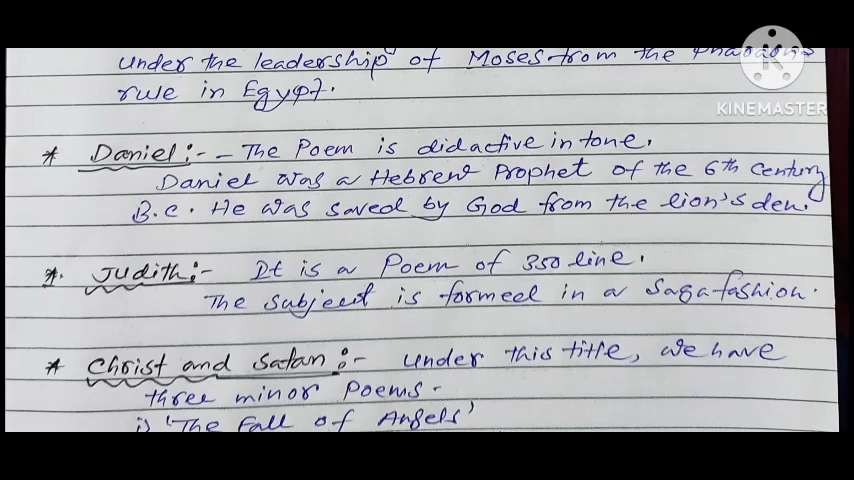 under the leadership of Moses from the Pharaohs
rule in Egypt.
KINEMASTER
* Daniel :- - The Poem is didactive in tone.
Daniel was a Hebrew Prophet of the 6th Century
B.C. He was saved by God from the lion's den.
* Judith :- It is a Poem of 350 line.
The subject is formed in a saga fashion.
* Christ and Satan :- Under this title, we have
three minor Poems.
i) 'The Fall of Angels'